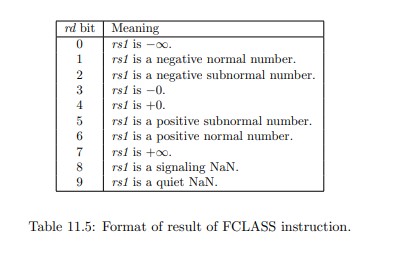 rd bit Meaning
0 rs1 is −∞.
1 rs1 is a negative normal number.
2 rs1 is a negative subnormal number.
3 rs1 is −0.
4 rs1 is +0.
5 rs1 is a positive subnormal number.
6 rs1 is a positive normal number.
7 rs1 is +∞.
8 rs1 is a signaling NaN.
9 rs1 is a quiet NaN.
Table 11.5: Format of result of FCLASS instruction.